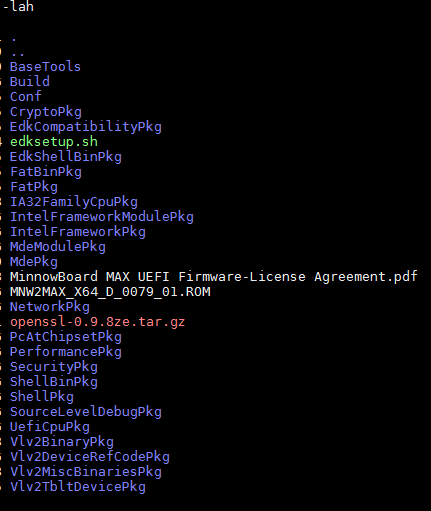 -lah
.
..
BaseTools
Build
Conf
CryptoPkg
EdkCompatibilityPkg
edksetup.sh
EdkShellBinPkg
FatBinPkg
FatPkg
IA32FamilyCpuPkg
IntelFrameworkModulePkg
IntelFrameworkPkg
MdeModulePkg
MdePkg
MinnowBoard MAX UEFI Firmware-License Agreement.pdf
MNW2MAX_X64_D_0079_01.ROM
NetworkPkg
openssl-0.9.8ze.tar.gz
PcAtChipsetPkg
PerformancePkg
SecurityPkg
ShellBinPkg
ShellPkg
SourceLevelDebugPkg
UefiCpuPkg
Vlv2BinaryPkg
Vlv2DeviceRefCodePkg
Vlv2MiscBinariesPkg
Vlv2TbltDevicePkg